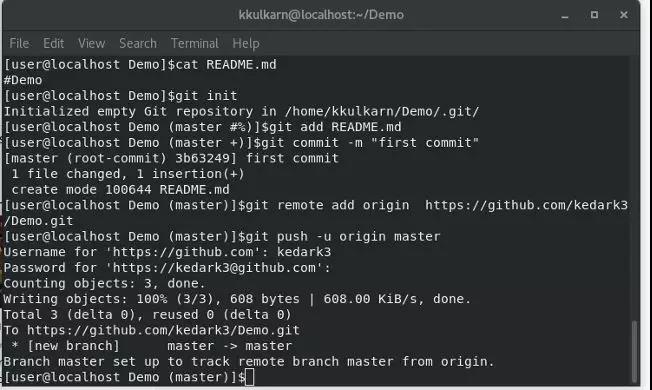 kkulkarn@localhost:~/Demo
File Edit View Search Terminal Help
[user@localhost Demo]$cat README.md
#Demo
[user@localhost Demo]$git init
Initialized empty Git repository in /home/kkulkarn/Demo/.git/
[user@localhost Demo (master #%)]$git add README.md
[user@localhost Demo (master +)]$git commit -m "first commit"
[master (root-commit) 3b63249] first commit
 1 file changed, 1 insertion(+)
 create mode 100644 README.md
[user@localhost Demo (master)]$git remote add origin  https://github.com/kedark3
/Demo.git
[user@localhost Demo (master)]$git push -u origin master
Username for 'https://github.com': kedark3
Password for 'https://kedark3@github.com':
Counting objects: 3, done.
Writing objects: 100% (3/3), 608 bytes | 608.00 KiB/s, done.
Total 3 (delta 0), reused 0 (delta 0)
To https://github.com/kedark3/Demo.git
 * [new branch]      master -> master
Branch master set up to track remote branch master from origin.
[user@localhost Demo (master)]$